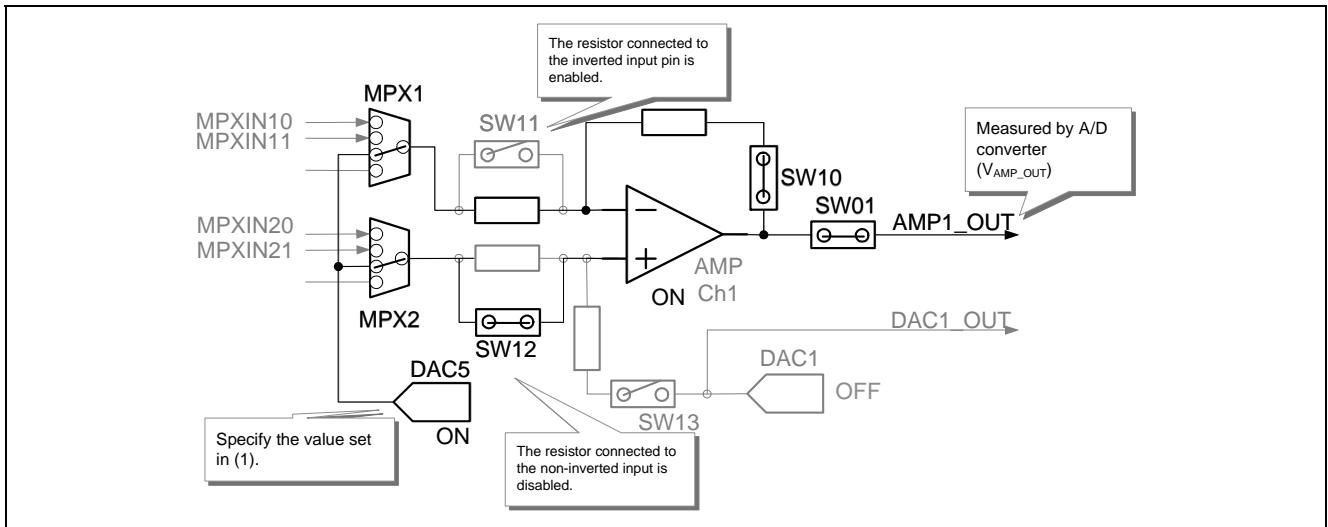 The resistor connected to
the inverted input pin is
enabled.
MPX1
MPXIN10
MPXIN11
SW11
SW10
Measured by A/D
converter
(VAMP_OUT)
SW01
AMP1_OUT
MPXIN20
MPXIN21
−
+
AMP
Ch1
ON
MPX2
SW12
DAC1_OUT
DAC5
DAC1
OFF
SW13
ON
Specify the value set
in (1).
The resistor connected to
the non-inverted input is
disabled.